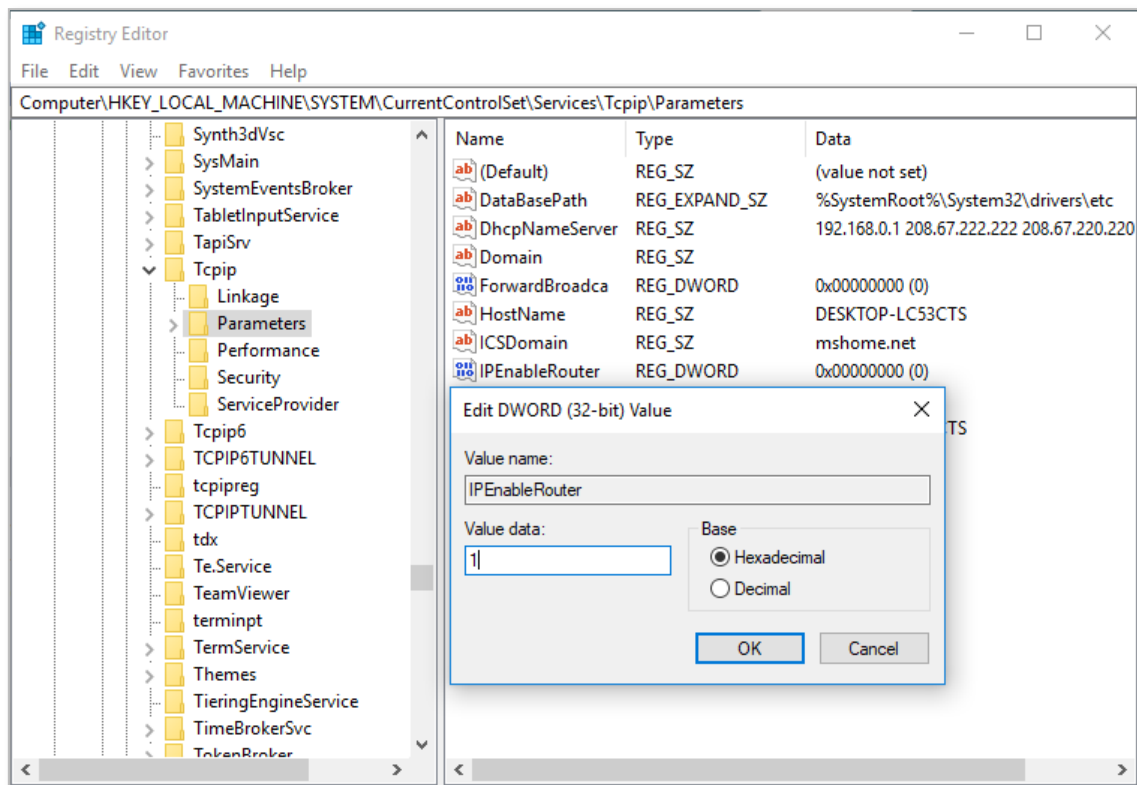 Registry Editor
File Edit View Favorites Help
Computer\HKEY_LOCAL_MACHINE\SYSTEM\CurrentControlSet\Services\Tcpip\Parameters
Synth3dVsc
SysMain
SystemEventsBroker
TabletInputService
TapiSrv
Tcpip
Linkage
Parameters
Performance
Security
ServiceProvider
Tcpip6
TCPIP6TUNNEL
tcpipreg
TCPIPTUNNEL
tdx
Te.Service
TeamViewer
terminpt
TermService
Themes
TieringEngineService
TimeBrokerSvc
TokenBroker
Name Type Data
(Default) REG_SZ (value not set)
DataBasePath REG_EXPAND_SZ %SystemRoot%\System32\drivers\etc
DhcpNameServer REG_SZ 192.168.0.1 208.67.222.222 208.67.220.220
Domain REG_SZ
ForwardBroadca REG_DWORD 0x00000000 (0)
HostName REG_SZ DESKTOP-LC53CTS
ICSDomain REG_SZ mshome.net
IPEnableRouter REG_DWORD 0x00000000 (0)
CTS
Edit DWORD (32-bit) Value
Value name:
IPEnableRouter
Value data:
1
Base
Hexadecimal
Decimal
OK Cancel